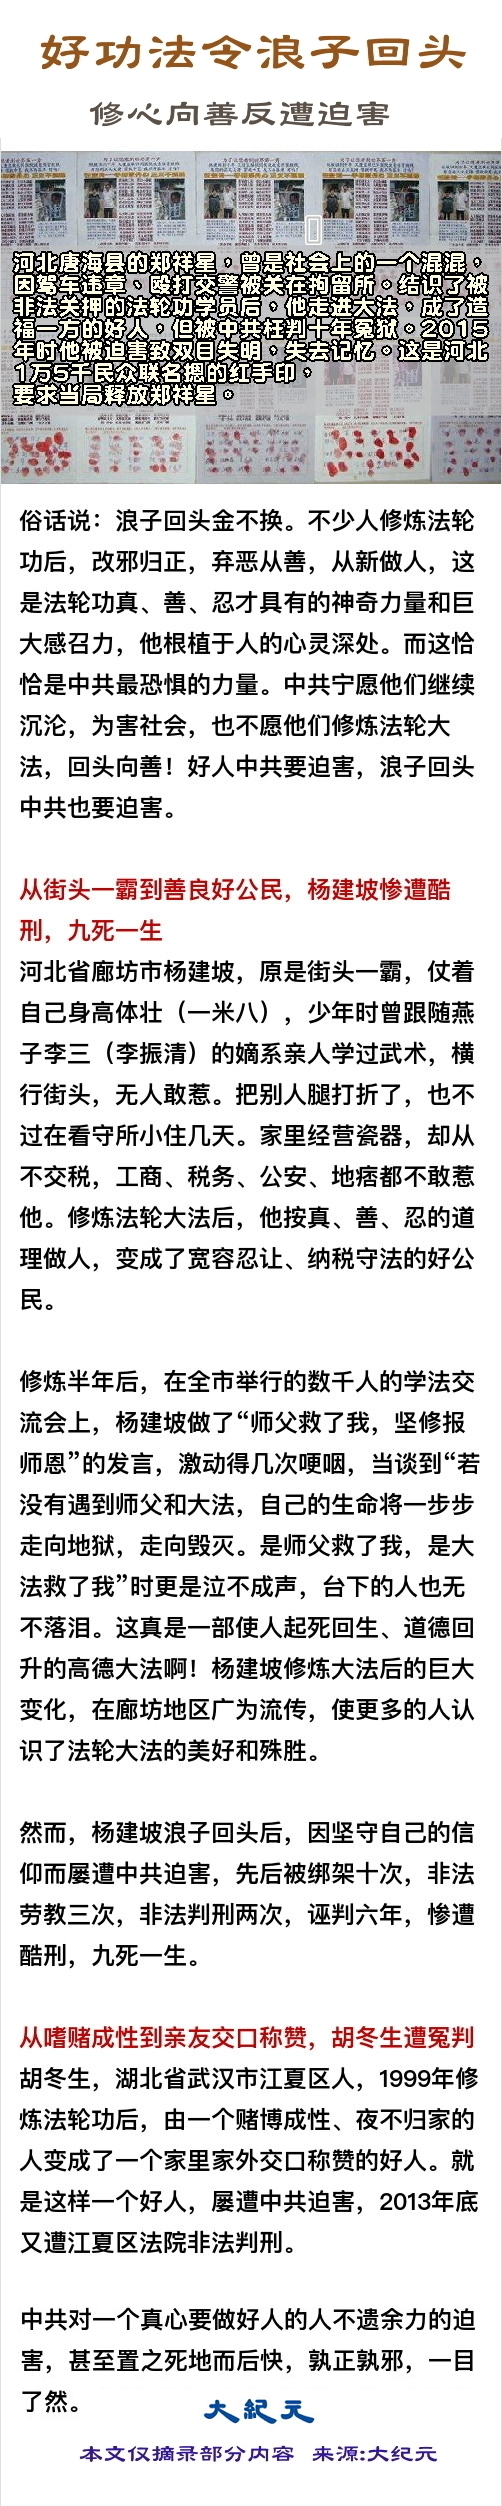 好功法令浪子回头
修心向善反遭迫害
河北唐海县的郑祥星，曾是社会上的一个混混，
因驾车违章、殴打交警被关在拘留所。结识了被
非法关押的法轮功学员后，他走进大法，成了造
福一方的好人，但被中共枉判十年冤狱。2015
年时他被迫害致双目失明，失去记忆。这是河北
1万5千民众联名摁的红手印，
要求当局释放郑祥星。
俗话说：浪子回头金不换。不少人修炼法轮
功后，改邪归正，弃恶从善，从新做人，这
是法轮功真、善、忍才具有的神奇力量和巨
大感召力，他根植于人的心灵深处。而这恰
恰是中共最恐惧的力量。中共宁愿他们继续
沉沦，为害社会，也不愿他们修炼法轮大
法，回头向善！好人中共要迫害，浪子回头
中共也要迫害。
从街头一霸到善良好公民，杨建坡惨遭酷
刑，九死一生
河北省廊坊市杨建坡，原是街头一霸，仗着
自己身高体壮（一米八），少年时曾跟随燕
子李三（李振清）的嫡系亲人学过武术，横
行街头，无人敢惹。把别人腿打折了，也不
过在看守所小住几天。家里经营瓷器，却从
不交税，工商、税务、公安、地痞都不敢惹
他。修炼法轮大法后，他按真、善、忍的道
理做人，变成了宽容忍让、纳税守法的好公
民。
修炼半年后，在全市举行的数千人的学法交
流会上，杨建坡做了“师父救了我，坚修报
师恩”的发言，激动得几次哽咽，当谈到“若
没有遇到师父和大法，自己的生命将一步步
走向地狱，走向毁灭。是师父救了我，是大
法救了我”时更是泣不成声，台下的人也无
不落泪。这真是一部使人起死回生、道德回
升的高德大法啊！杨建坡修炼大法后的巨大
变化，在廊坊地区广为流传，使更多的人认
识了法轮大法的美好和殊胜。
然而，杨建坡浪子回头后，因坚守自己的信
仰而屡遭中共迫害，先后被绑架十次，非法
劳教三次，非法判刑两次，诬判六年，惨遭
酷刑，九死一生。
从嗜赌成性到亲友交口称赞，胡冬生遭冤判
胡冬生，湖北省武汉市江夏区人，1999年修
炼法轮功后，由一个赌博成性、夜不归家的
人变成了一个家里家外交口称赞的好人。就
是这样一个好人，屡遭中共迫害，2013年底
又遭江夏区法院非法判刑。
中共对一个真心要做好人的人不遗余力的迫
害，甚至置之死地而后快，孰正孰邪，一目
了然。
大紀元
本文仅摘录部分内容 来源:大纪元